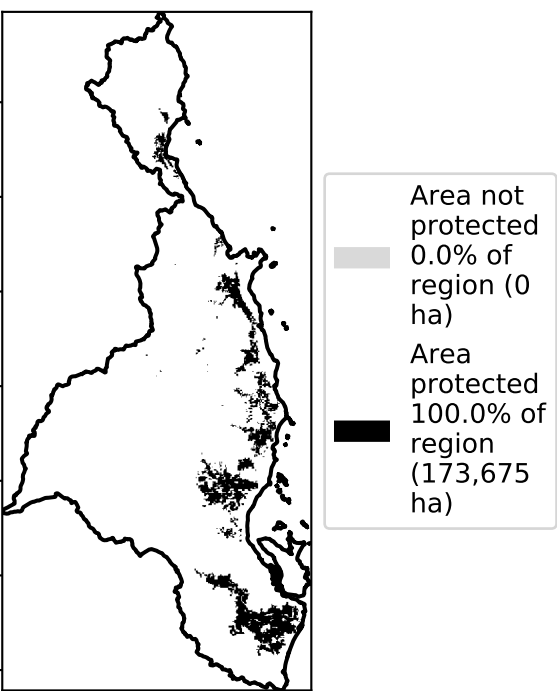 Area not
protected
0.0% of
region (0
ha)
Area
protected
100.0% of
region
(173,675
ha)